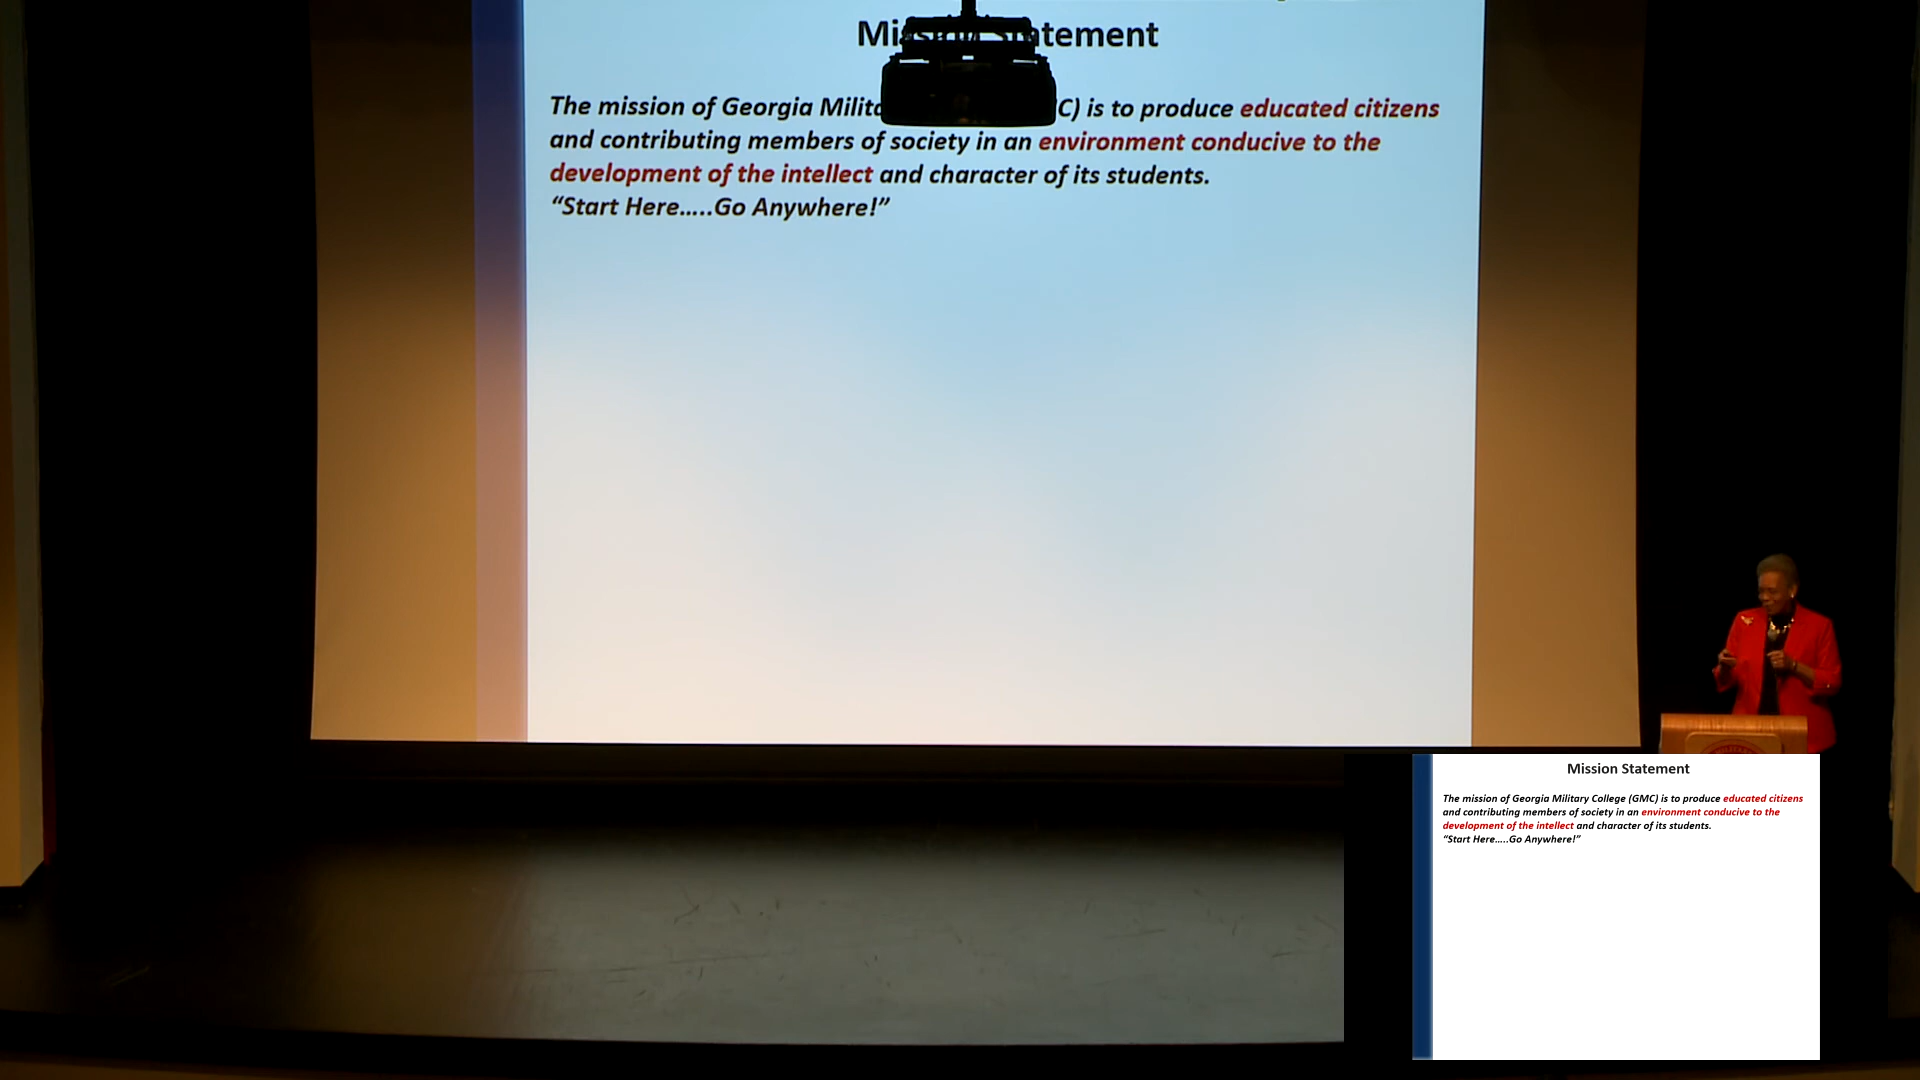 Mission Statement
The mission of Georgia Milita C) is to produce educated citizens
and contributing members of society in an environment conducive to the
development of the intellect and character of its students.
“Start Here.....Go Anywhere!”
Mission Statement
The mission of Georgia Military College (GMC) is to produce educated citizens
and contributing members of society in an environment conducive to the
development of the intellect and character of its students.
“Start Here.....Go Anywhere!”